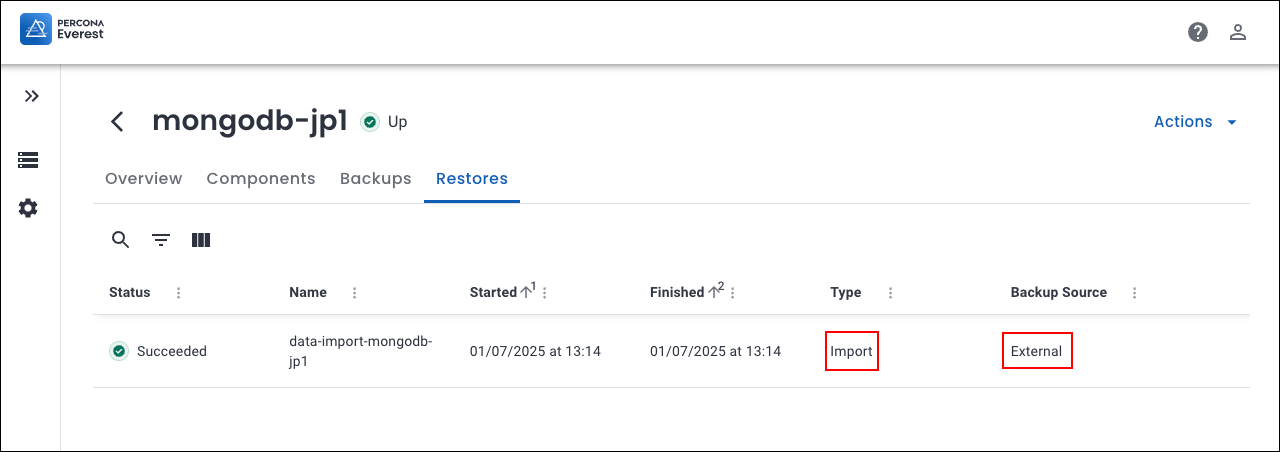 PERCONA
Everest
mongodb-jp1 Up Actions
Overview Components Backups Restores
Status Name Started 1 Finished 2 Type Backup Source
Succeeded data-import-mongodb-jp1 01/07/2025 at 13:14 01/07/2025 at 13:14 Import External